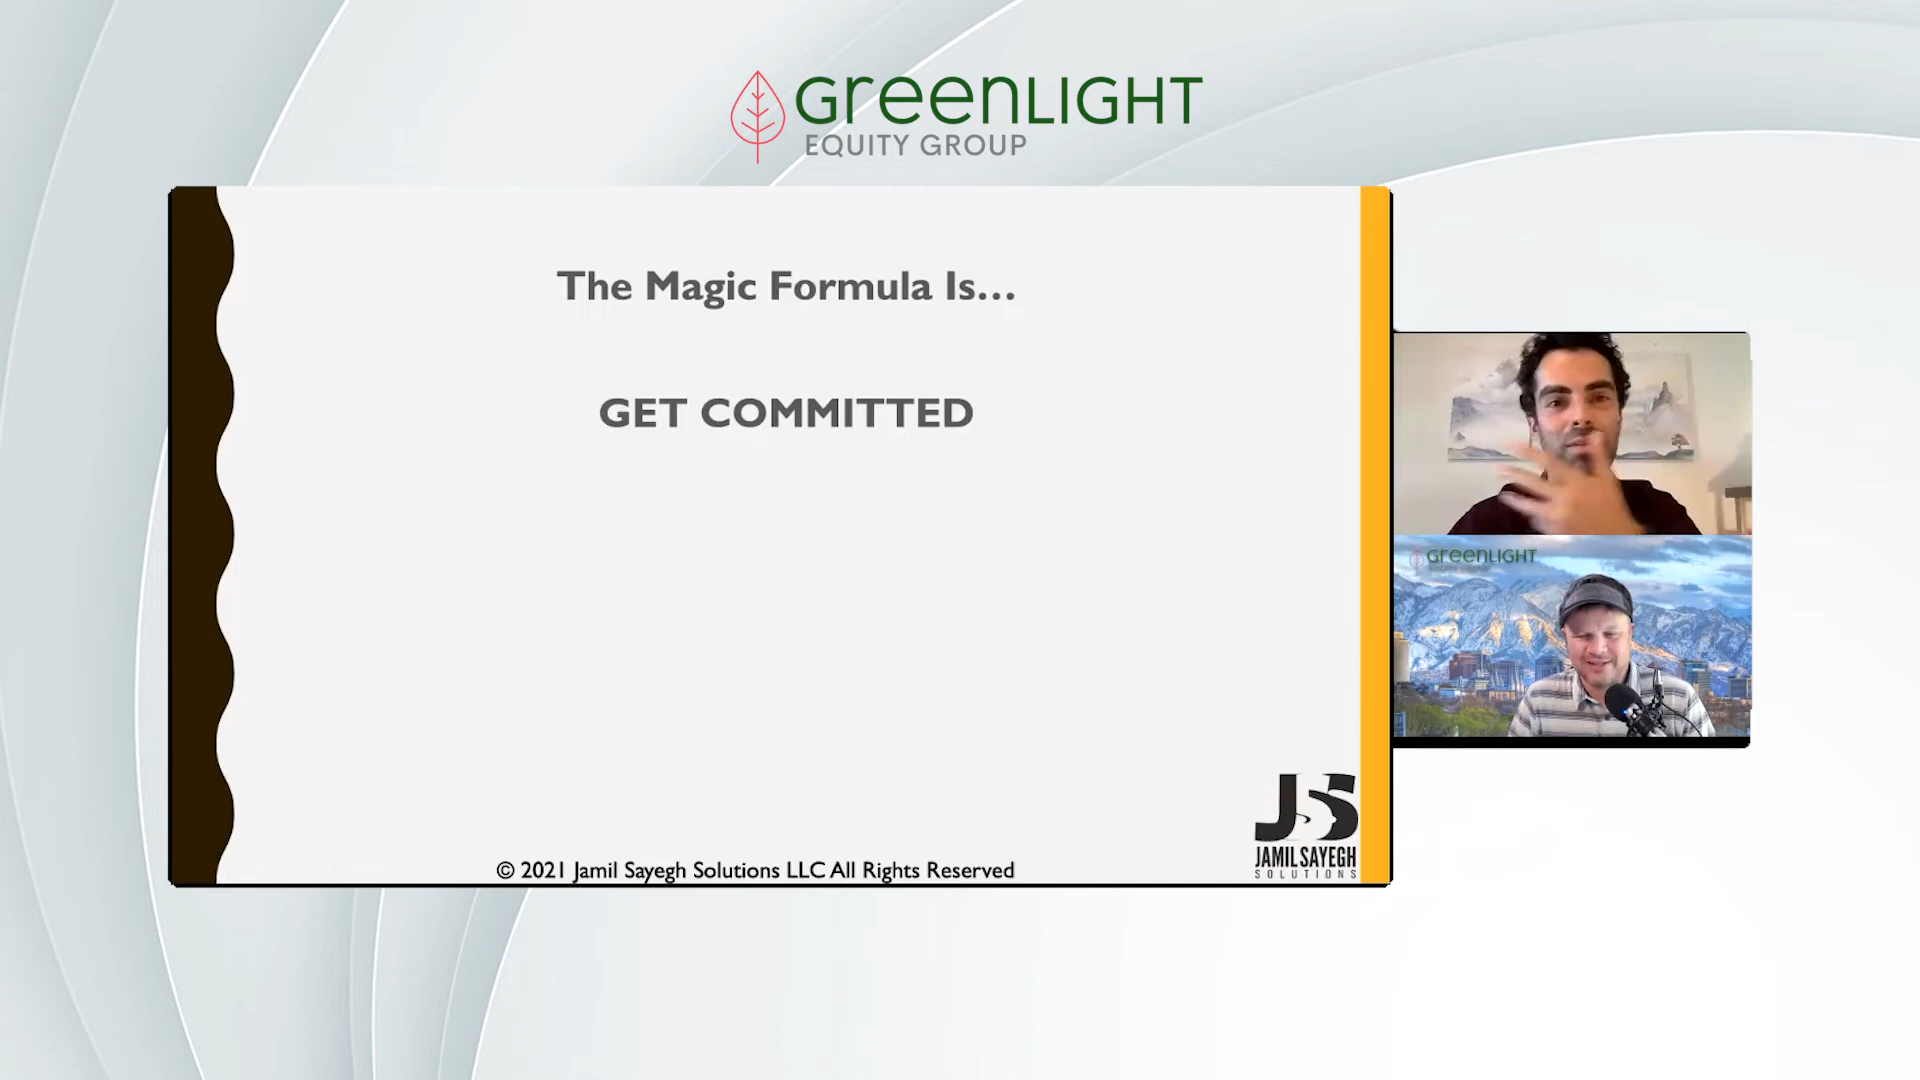 GreenLIGHT
EQUITY GROUP
The Magic Formula Is...
GET COMMITTED
GreenLIGHT
JS
JAMIL SAYEGH
SOLUTIONS
© 2021 Jamil Sayegh Solutions LLC All Rights Reserved